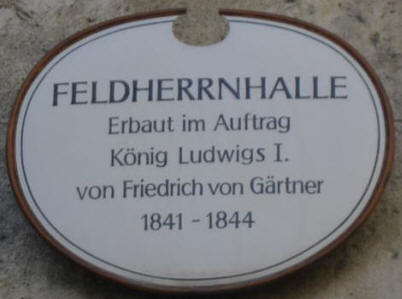 FELDHERRNHALLE
Erbaut im Auftrag
König Ludwigs I.
von Friedrich von Gärtner
1841 - 1844